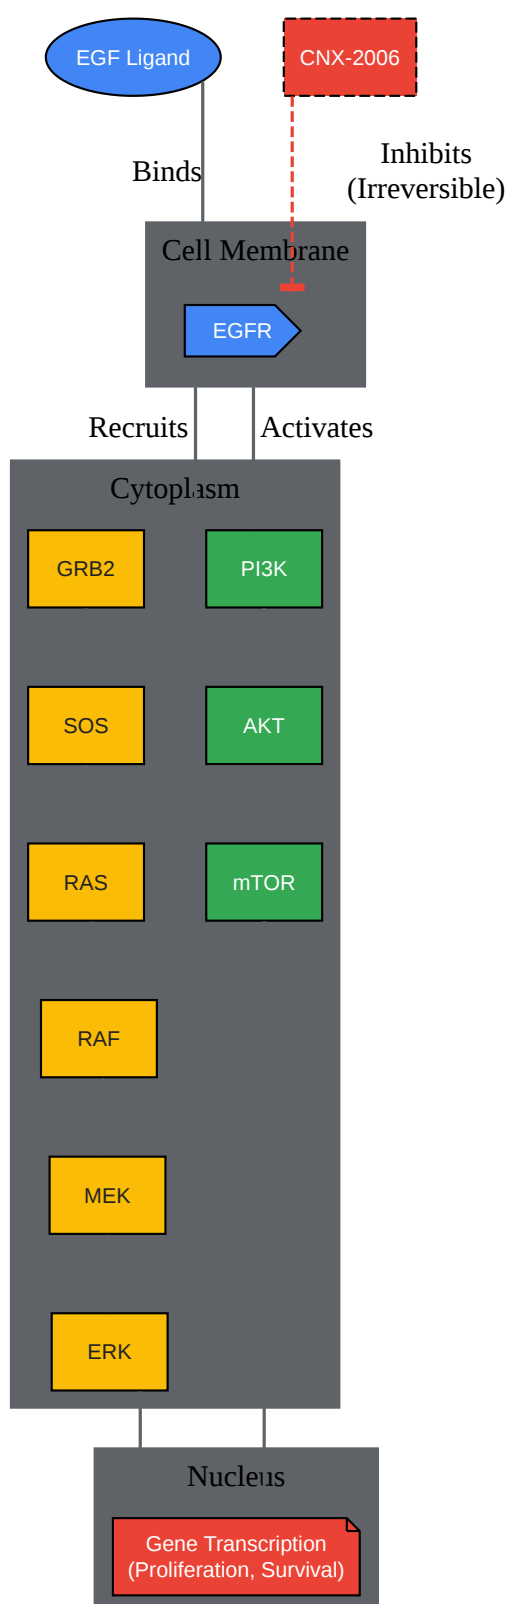 EGF Ligand
CNX-2006
Binds
Inhibits
(Irreversible)
Cell Membrane
EGFR
Recruits
Activates
Cytoplasm
GRB2
PI3K
SOS
AKT
RAS
mTOR
RAF
MEK
ERK
Nucleus
Gene Transcription
(Proliferation, Survival)